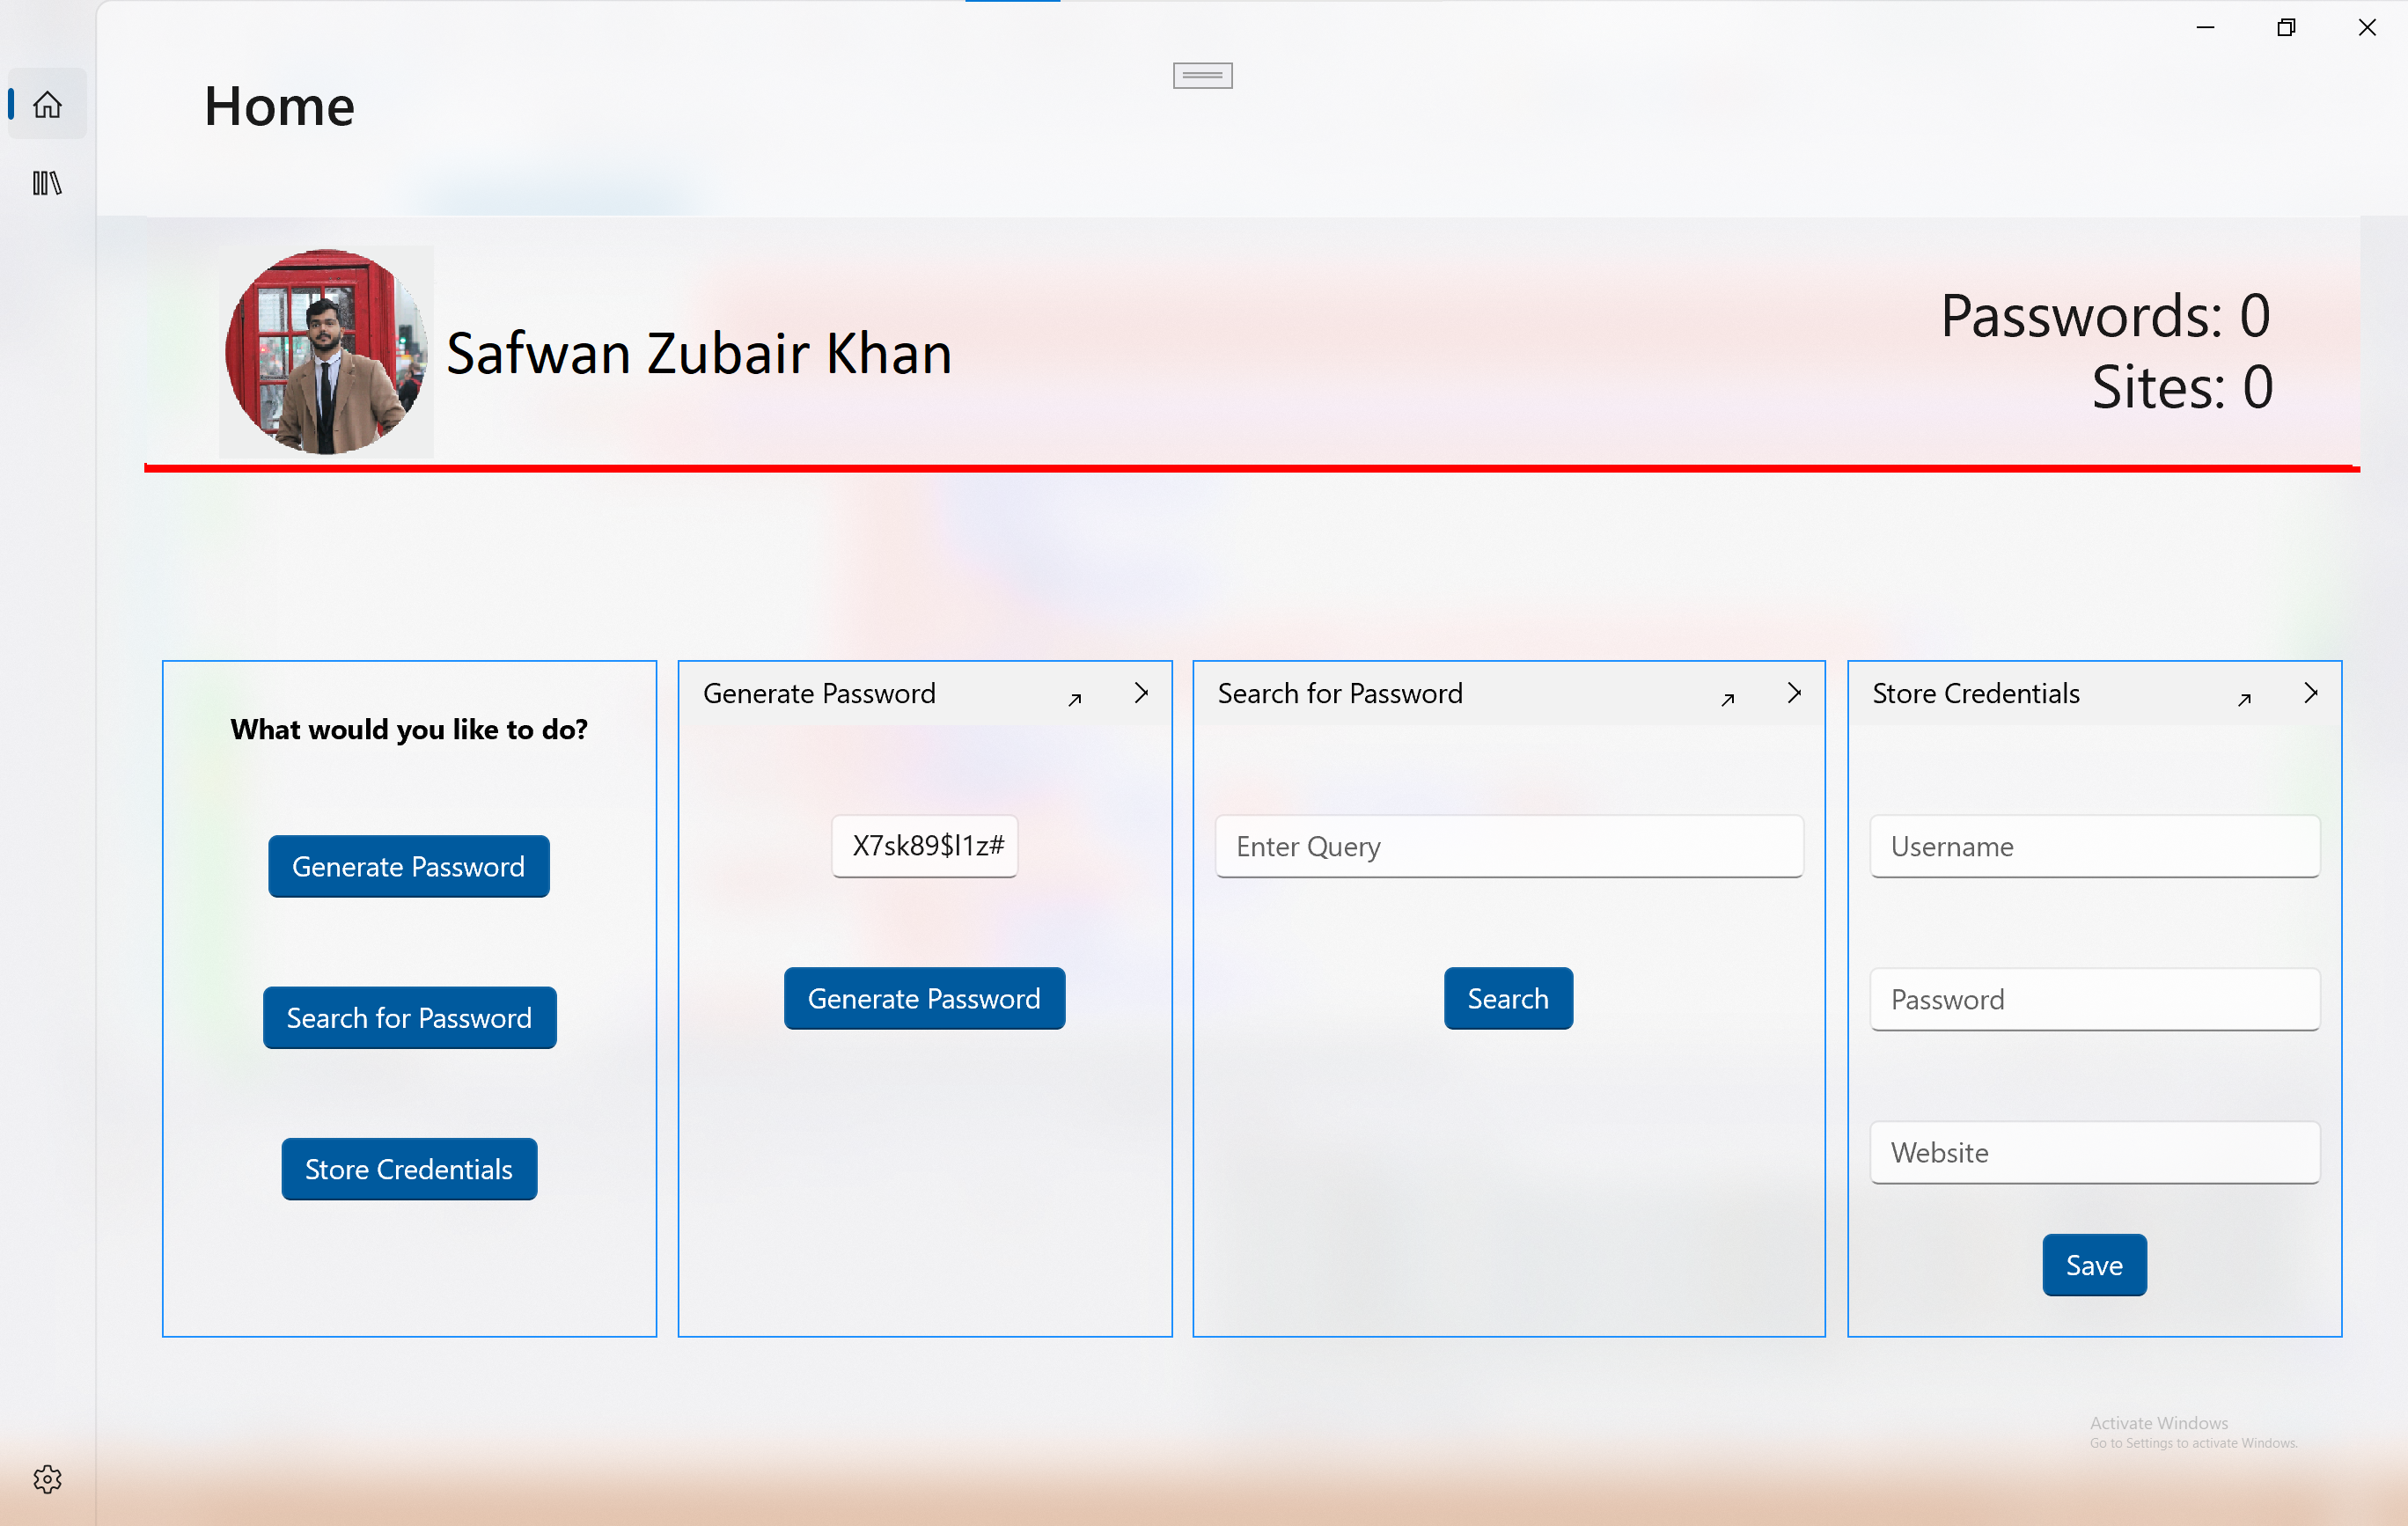 Home
Safwan Zubair Khan
Passwords: 0
Sites: 0
What would you like to do?
Generate Password
Search for Password
Store Credentials
Generate Password
X7sk89$l1z#
Generate Password
Search for Password
Enter Query
Search
Store Credentials
Username
Password
Website
Save
Activate Windows
Go to Settings to activate Windows.